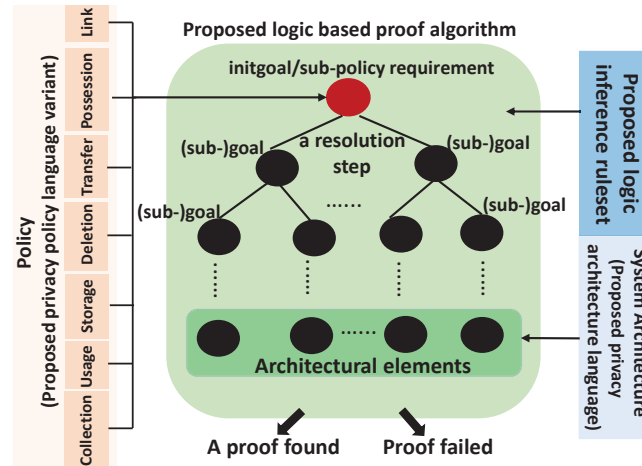 Proposed logic based proof algorithm
Policy
(Proposed privacy policy language variant)
Link
Possession
Transfer
Deletion
Storage
Usage
Collection
initgoal/sub-policy requirement
(sub-)goal
a resolution
step
(sub-)goal
(sub-)goal
......
(sub-)goal
......
......
......
......
......
Architectural elements
A proof found
Proof failed
Proposed logic
inference ruleset
System Architecture
(Proposed privacy
architecture language)